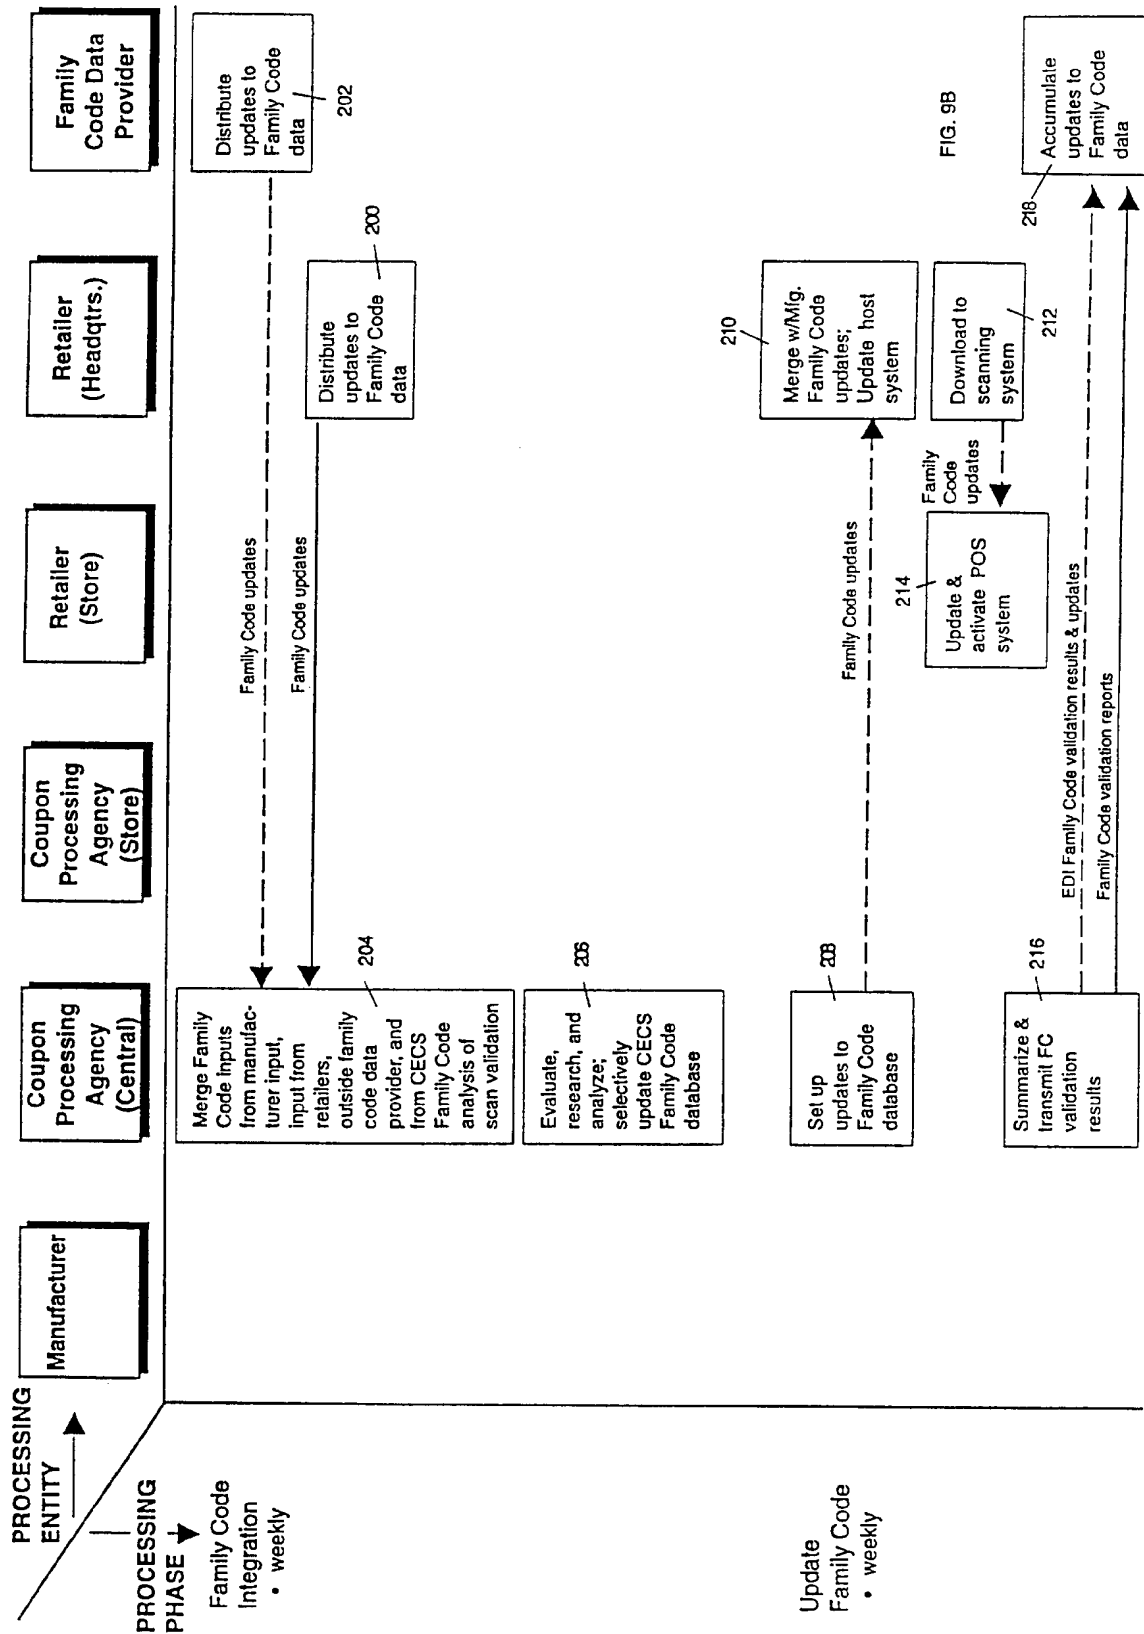 PROCESSING
ENTITY
PROCESSING
PHASE
Manufacturer
Coupon
Processing
Agency
(Central)
Coupon
Processing
Agency
(Store)
Retailer
(Store)
Retailer
(Headqtrs.)
Family
Code Data
Provider
Family Code
Integration
• weekly
Distribute
updates to
Family Code
data
202
Family Code updates
Distribute
updates to
Family Code
data
200
Family Code updates
Merge Family
Code Inputs
from manufac-
turer input,
input from
retailers,
outside family
code data
provider, and
from CECS
Family Code
analysis of
scan validation
204
Evaluate,
research, and
analyze;
selectively
update CECS
Family Code
database
206
Update
Family Code
• weekly
Set up
updates to
Family Code
database
208
Family Code updates
210
Merge w/Mfg.
Family Code
updates;
Update host
system
Download to
scanning
system
212
Family
Code
updates
214
Update &
activate POS
system
Summarize &
transmit FC
validation
results
216
EDI Family Code validation results & updates
Family Code validation reports
218
Accumulate
updates to
Family Code
data
FIG. 9B